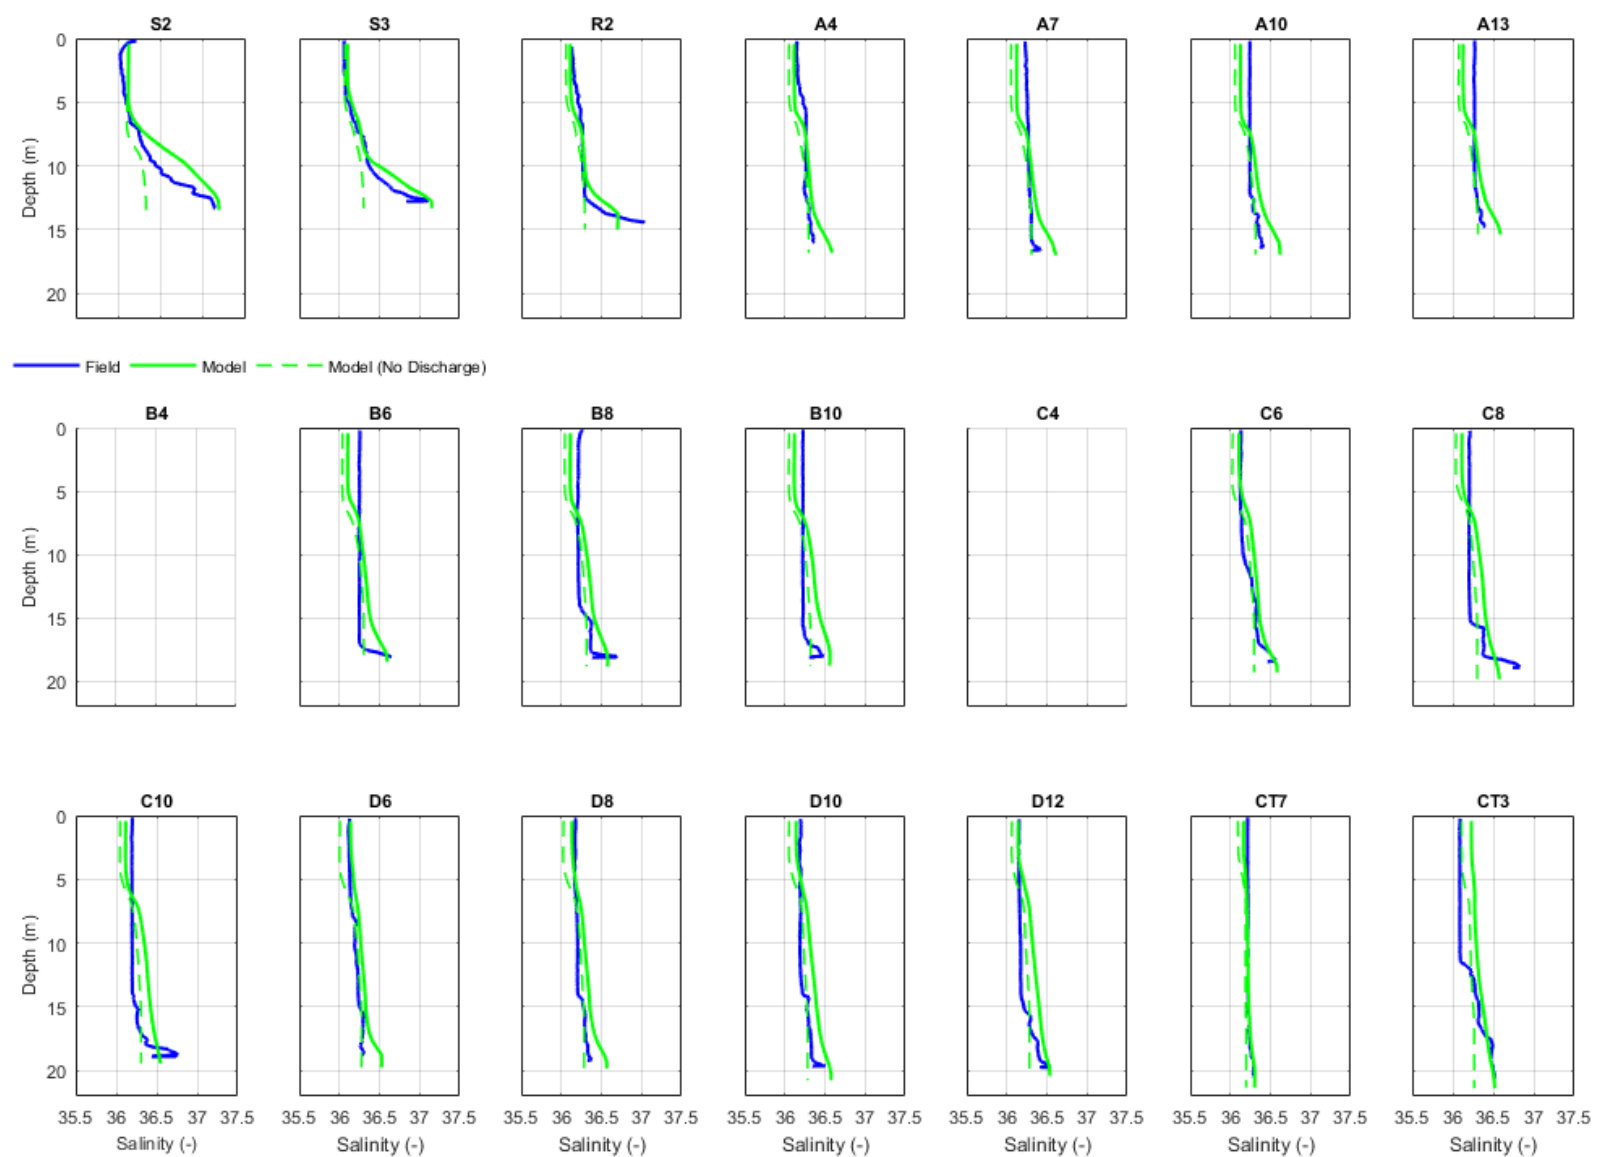 S2 S3 R2 A4 A7 A10 A13
0
5
10
15
20
Depth (m)
Field Model Model (No Discharge)
B4 B6 B8 B10 C4 C6 C8
0
5
10
15
20
Depth (m)
C10 D6 D8 D10 D12 CT7 CT3
0
5
10
15
20
Depth (m)
35.5 36 36.5 37 37.5 35.5 36 36.5 37 37.5 35.5 36 36.5 37 37.5 35.5 36 36.5 37 37.5 35.5 36 36.5 37 37.5 35.5 36 36.5 37 37.5 35.5 36 36.5 37 37.5
Salinity (-) Salinity (-) Salinity (-) Salinity (-) Salinity (-) Salinity (-) Salinity (-)